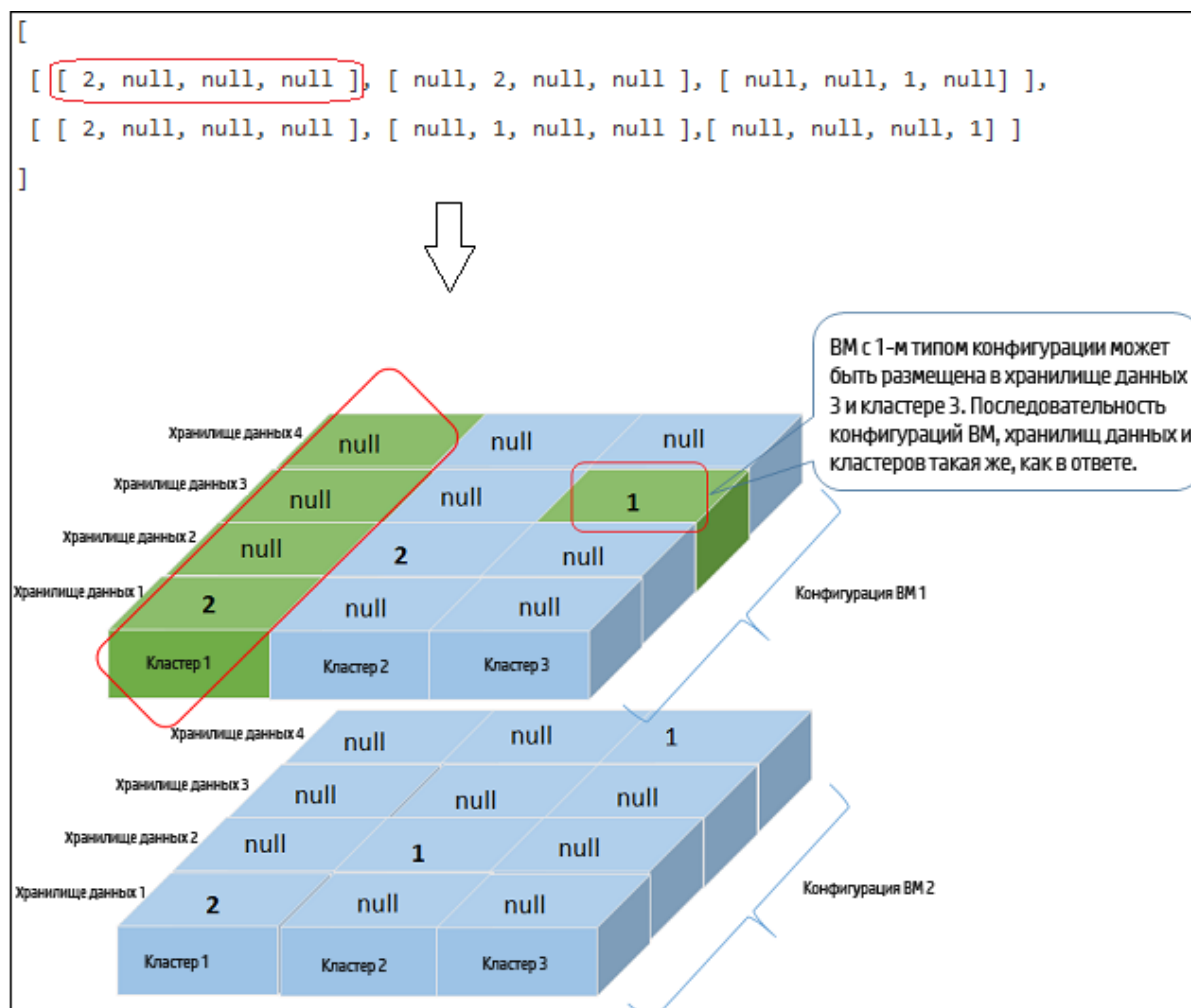 [
[ [ 2, null, null, null ], [ null, 2, null, null ], [ null, null, 1, null] ],
[ [ 2, null, null, null ], [ null, 1, null, null ],[ null, null, null, 1] ]
]
ВМ с 1-м типом конфигурации может
быть размещена в хранилище данных
3 и кластере 3. Последовательность
конфигураций ВМ, хранилищ данных и
кластеров такая же, как в ответе.
Хранилище данных 4 null null null
Хранилище данных 3 null null 1
Хранилище данных 2 null 2 null
Хранилище данных 1 2 null null
Конфигурация ВМ 1
Кластер 1 Кластер 2 Кластер 3
Хранилище данных 4 null null 1
Хранилище данных 3 null null null
Хранилище данных 2 null 1 null
Хранилище данных 1 2 null null
Конфигурация ВМ 2
Кластер 1 Кластер 2 Кластер 3